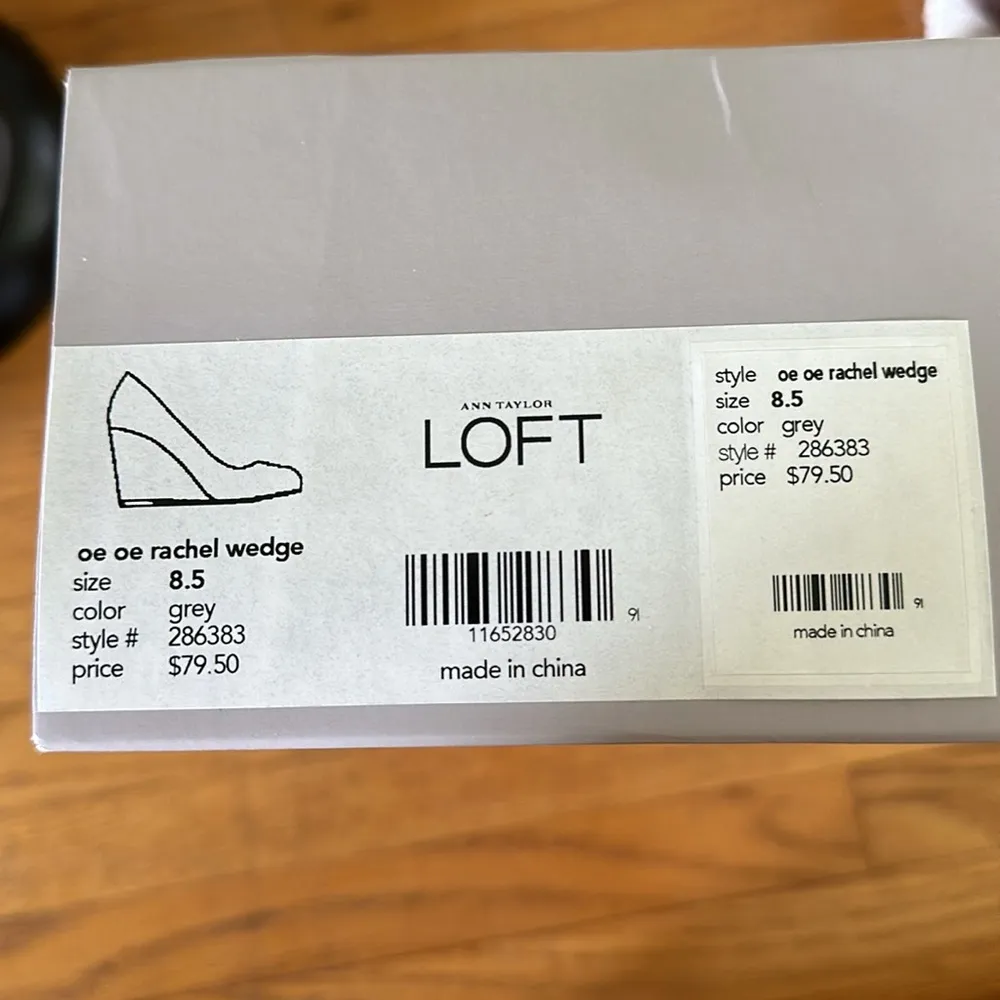 oe oe rachel wedge
size 8.5
color grey
style # 286383
price $79.50
ANN TAYLOR
LOFT
91
11652830
made in china
style oe oe rachel wedge
size 8.5
color grey
style # 286383
price $79.50
91
made in china